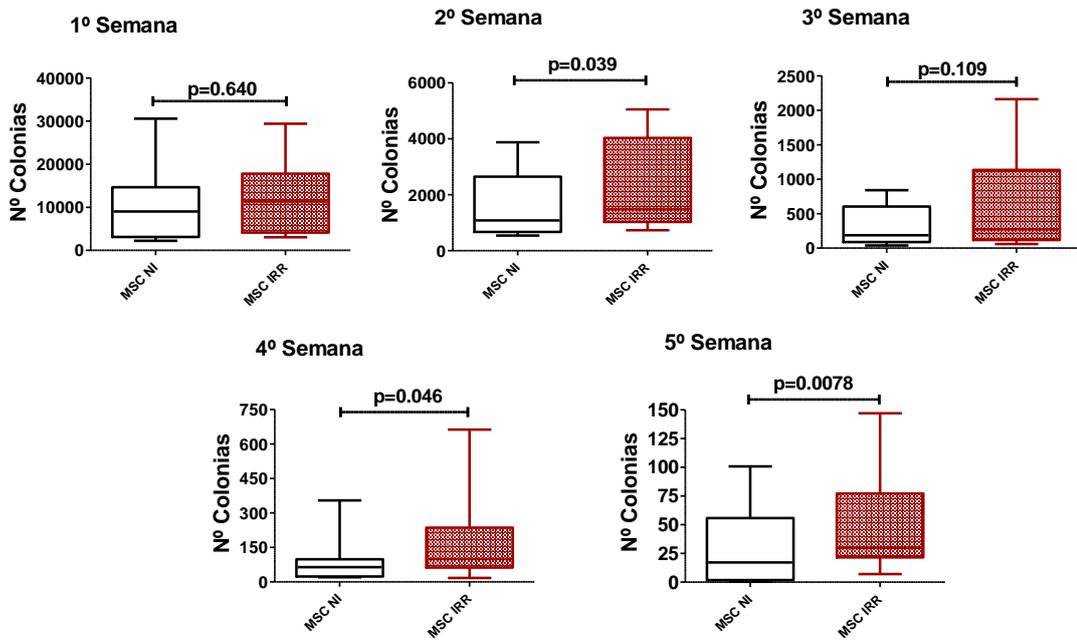 1º Semana
p=0.640
Nº Colonias
40000
30000
20000
10000
0
MSC NI
MSC IRR
2º Semana
p=0.039
Nº Colonias
6000
4000
2000
0
MSC NI
MSC IRR
3º Semana
p=0.109
Nº Colonias
2500
2000
1500
1000
500
0
MSC NI
MSC IRR
4º Semana
p=0.046
Nº Colonias
750
600
450
300
150
0
MSC NI
MSC IRR
5º Semana
p=0.0078
Nº Colonias
150
125
100
75
50
25
0
MSC NI
MSC IRR